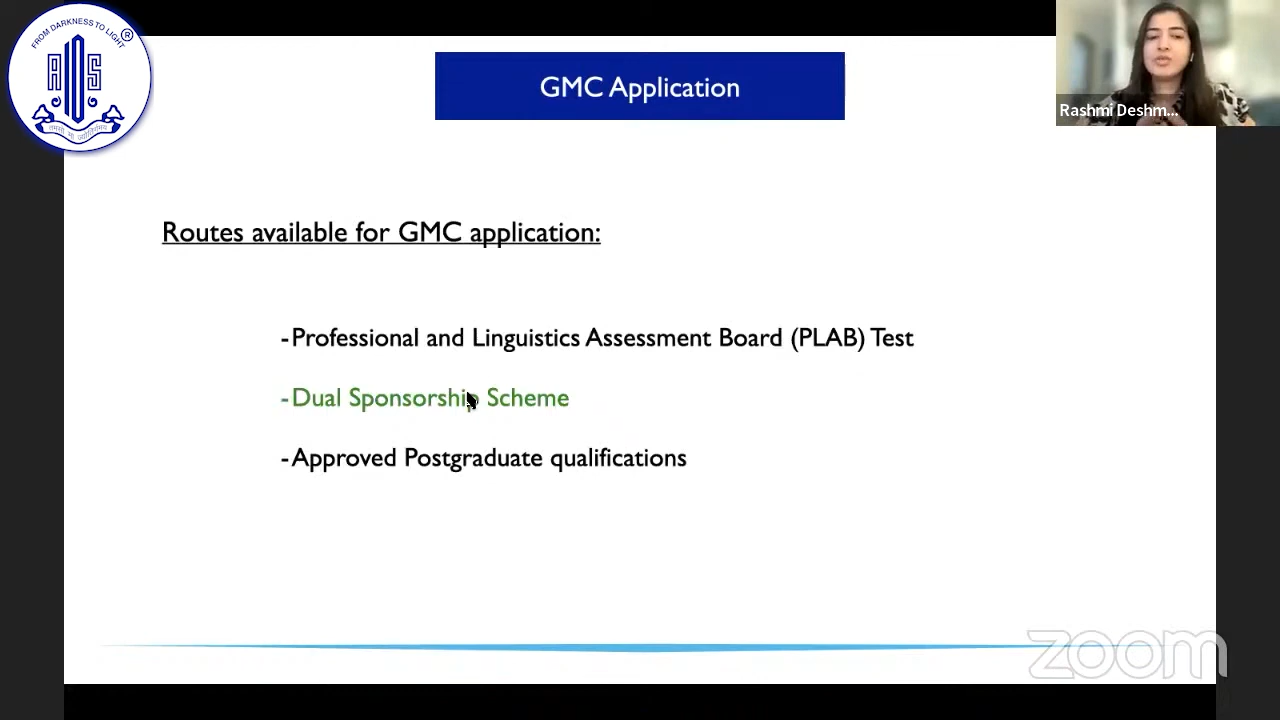 FROM DARKNESS TO LIGHT
®
AIOS
GMC Application
Rashmi Deshm...
Routes available for GMC application:
-Professional and Linguistics Assessment Board (PLAB) Test
-Dual Sponsorship Scheme
-Approved Postgraduate qualifications
zoom